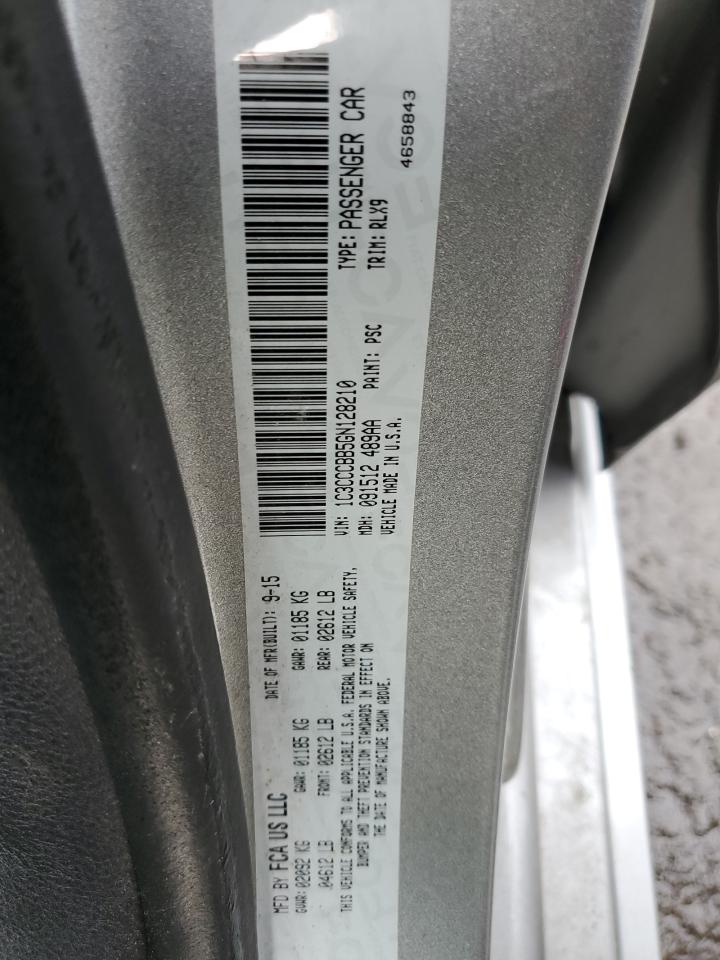 MFD BY FCA US LLC
DATE OF MFR(BUILT): 9-15
GVWR: 02092 KG
GAWR: 01185 KG
GAWR: 01185 KG
04612 LB
FRONT: 02612 LB
REAR: 02612 LB
THIS VEHICLE CONFORMS TO ALL APPLICABLE U.S.A. FEDERAL MOTOR VEHICLE SAFETY,
BUMPER AND THEFT PREVENTION STANDARDS IN EFFECT ON
THE DATE OF MANUFACTURE SHOWN ABOVE.
VIN: 1C3CCCBB5GN128210
TYPE: PASSENGER CAR
MDH: 091512 489AA
PAINT: PSC
TRIM: RLX9
VEHICLE MADE IN U.S.A.
4658843